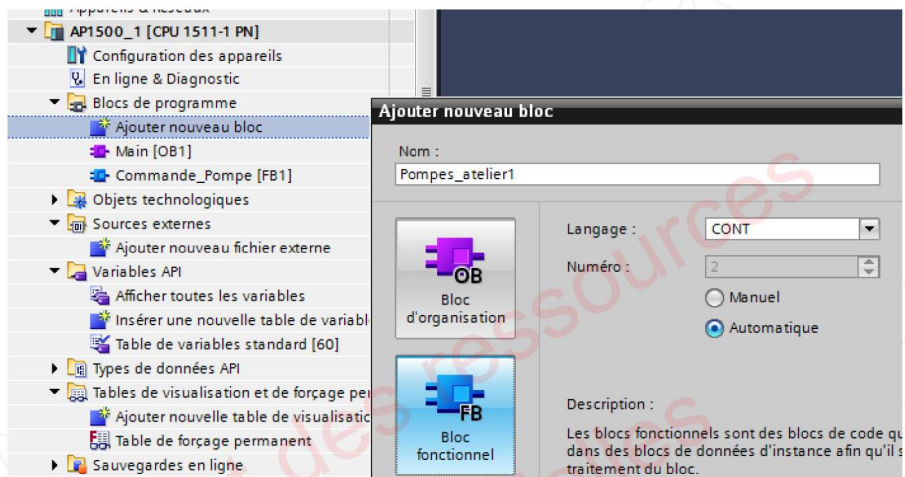 AP1500_1 [CPU 1511-1 PN]
Configuration des appareils
En ligne & Diagnostic
Blocs de programme
Ajouter nouveau bloc
Main [OB1]
Commande_Pompe [FB1]
Objets technologiques
Sources externes
Ajouter nouveau fichier externe
Variables API
Afficher toutes les variables
Insérer une nouvelle table de variabl
Table de variables standard [60]
Types de données API
Tables de visualisation et de forçage per
Ajouter nouvelle table de visualisatic
Table de forçage permanent
Sauvegardes en ligne
Ajouter nouveau bloc
Nom :
Pompes_atelier1
OB
Bloc
d'organisation
FB
Bloc
fonctionnel
Langage :
CONT
Numéro :
2
Manuel
Automatique
Description :
Les blocs fonctionnels sont des blocs de code qu
dans des blocs de données d'instance afin qu'il s
traitement du bloc.
des ressources